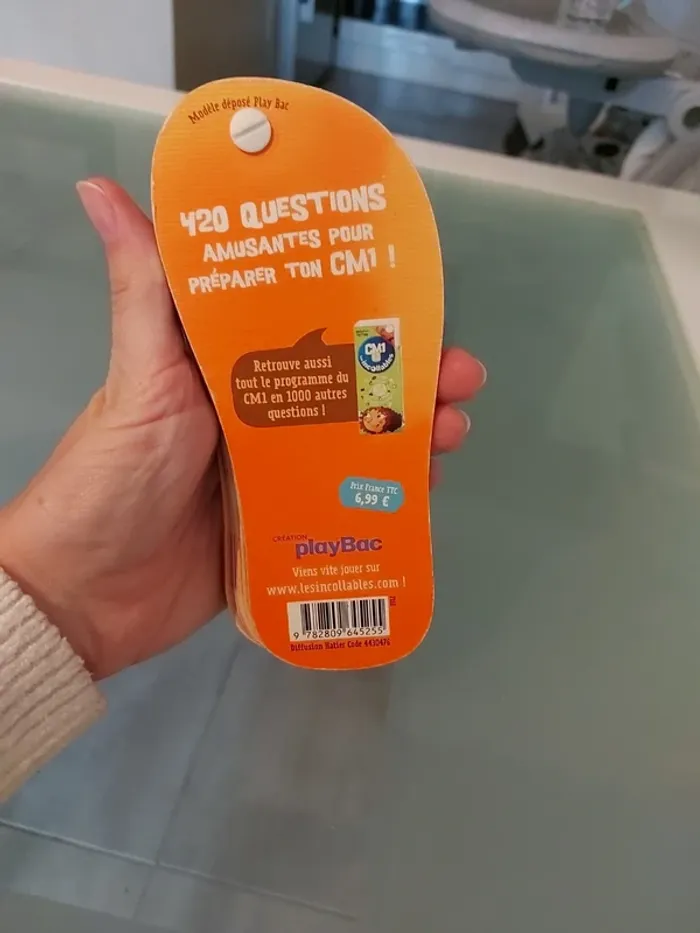 Modèle déposé Play Bac
420 QUESTIONS
AMUSANTES POUR
PRÉPARER TON CM1 !
Retrouve aussi
tout le programme du
CM1 en 1000 autres
questions !
CM1
incollables
Prix France TTC
6,99 €
CRÉATION
playBac
Viens vite jouer sur
www.lesincollables.com !
9 782809 645255
Diffusion Hatier Code 4410476